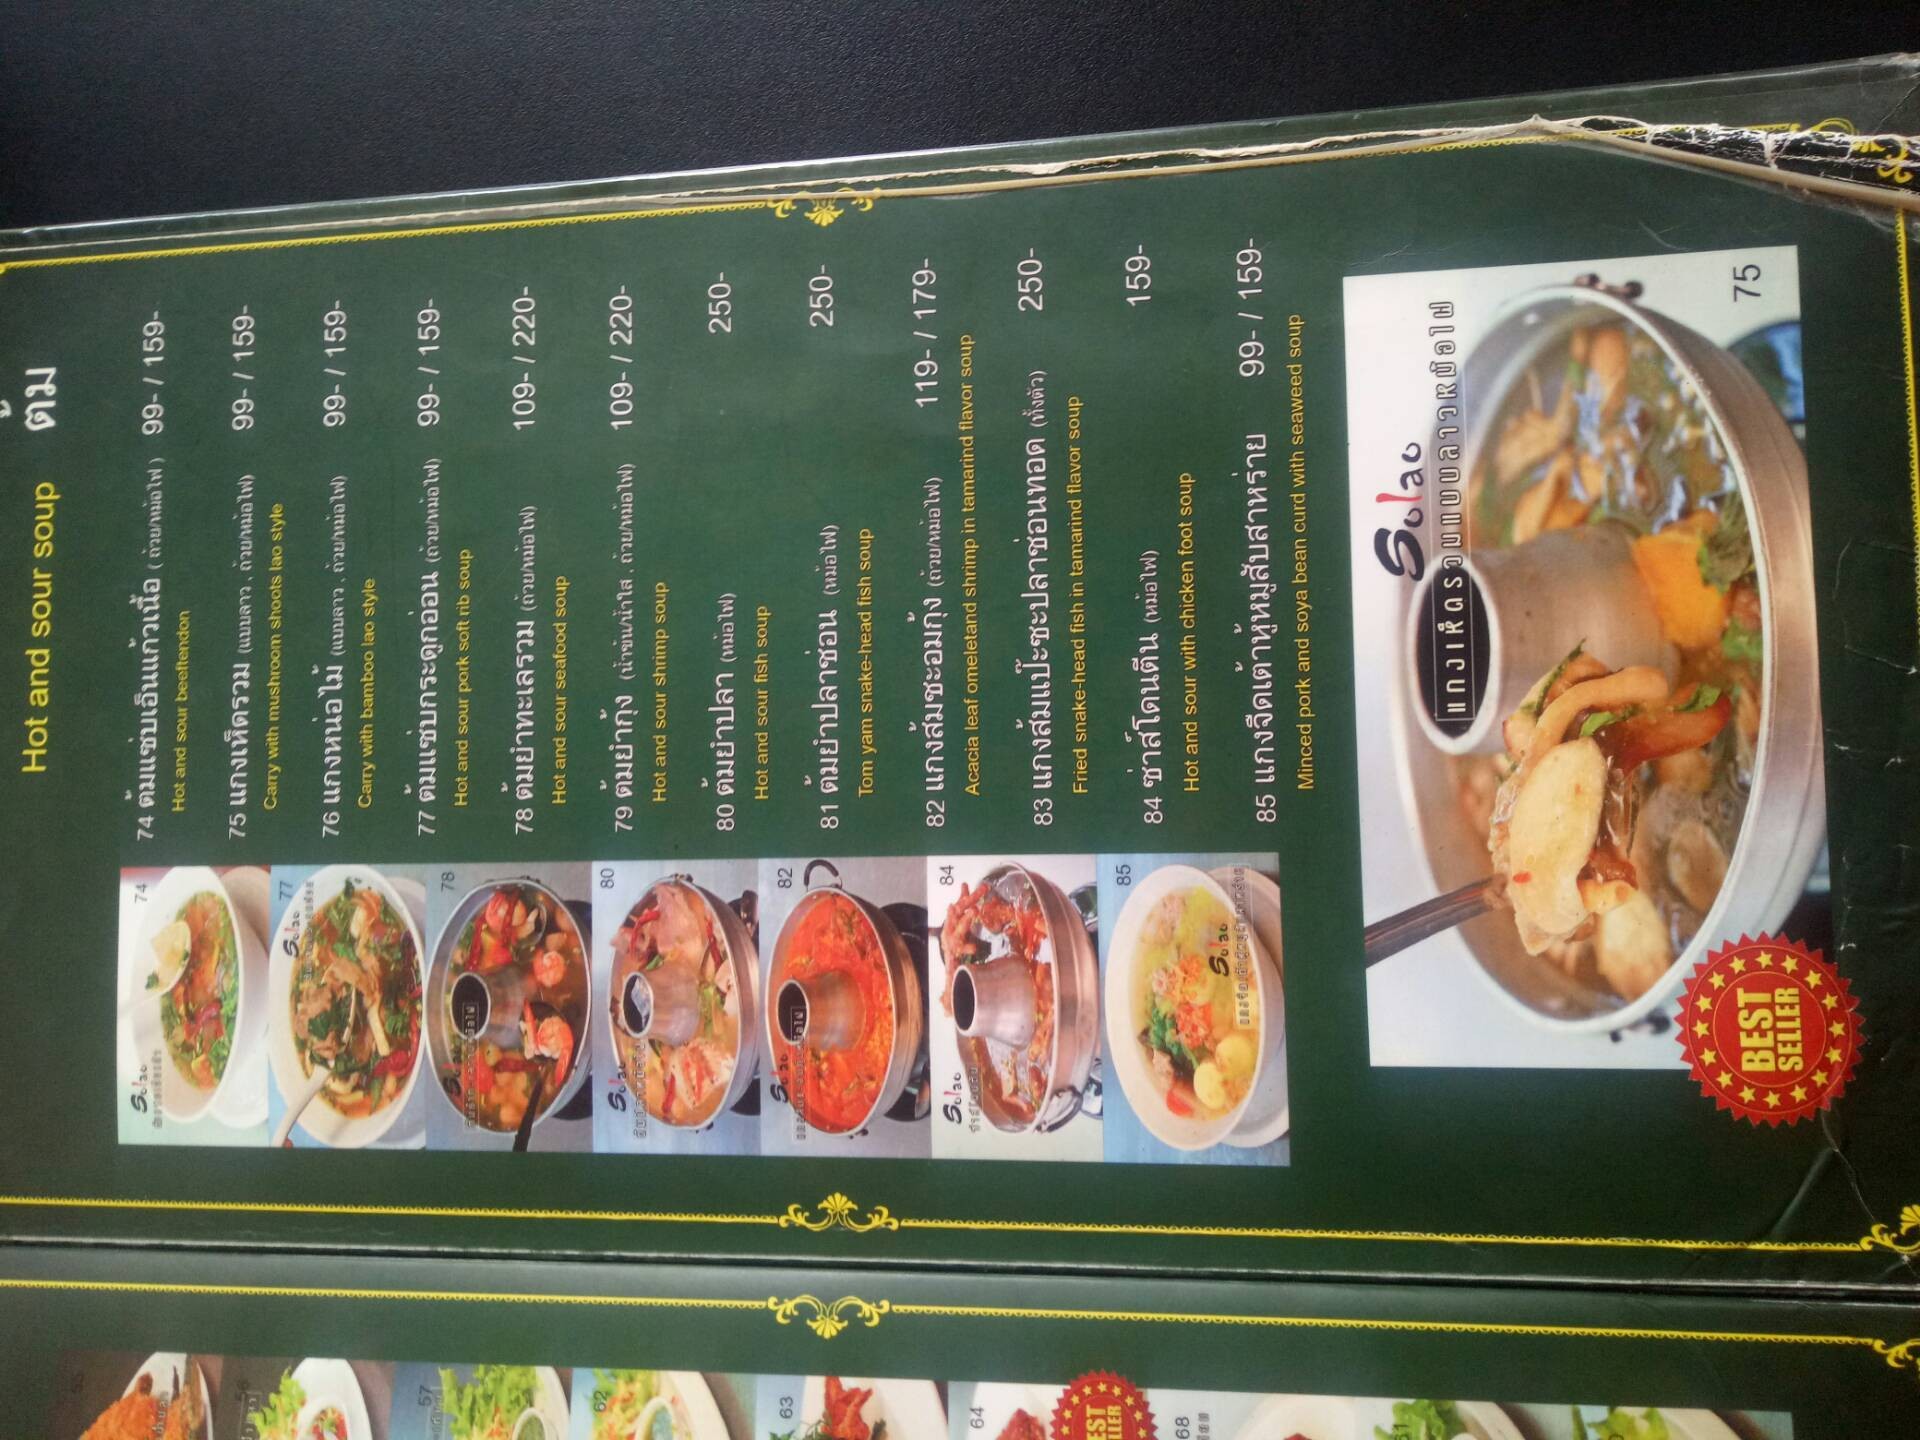 Hot and sour soup ต้ม
74 ต้มแซ่บเอ็นแก้วเนื้อ (ถ้วย/หม้อไฟ) 99- / 159-
Hot and sour beeftendon
75 แกงเห็ดรวม (แบบลาว, ถ้วย/หม้อไฟ) 99- / 159-
Carry with mushroom shoots lao style
76 แกงหน่อไม้ (แบบลาว, ถ้วย/หม้อไฟ) 99- / 159-
Carry with bamboo lao style
77 ต้มแซ่บกระดูกอ่อน (ถ้วย/หม้อไฟ) 99- / 159-
Hot and sour pork soft rib soup
78 ต้มยำทะเลรวม (ถ้วย/หม้อไฟ) 109- / 220-
Hot and sour seafood soup
79 ต้มยำกุ้ง (น้ำข้น/น้ำใส, ถ้วย/หม้อไฟ) 109- / 220-
Hot and sour shrimp soup
80 ต้มยำปลา (หม้อไฟ) 250-
Hot and sour fish soup
81 ต้มยำปลาช่อน (หม้อไฟ) 250-
Tom yam snake-head fish soup
82 แกงส้มชะอมกุ้ง (ถ้วย/หม้อไฟ) 119- / 179-
Acacia leaf omeletand shrimp in tamarind flavor soup
83 แกงส้มแป๊ะซะปลาช่อนทอด (ทั้งตัว) 250-
Fried snake-head fish in tamarind flavor soup
84 ซ่าส์โดนตีน (หม้อไฟ) 159-
Hot and sour with chicken foot soup
85 แกงจืดเต้าหู้หมูสับสาหร่าย 99- / 159-
Minced pork and soya bean curd with seaweed soup
74
Solao
77
Solao
78
Solao
80
Solao
82
Solao
84
Solao
ซ่าส์โดนตีน
85
Solao
Solao
แกงเห็ดรวมแบบลาวหม้อไฟ
75
BEST
SELLER
57
62
63
64
68